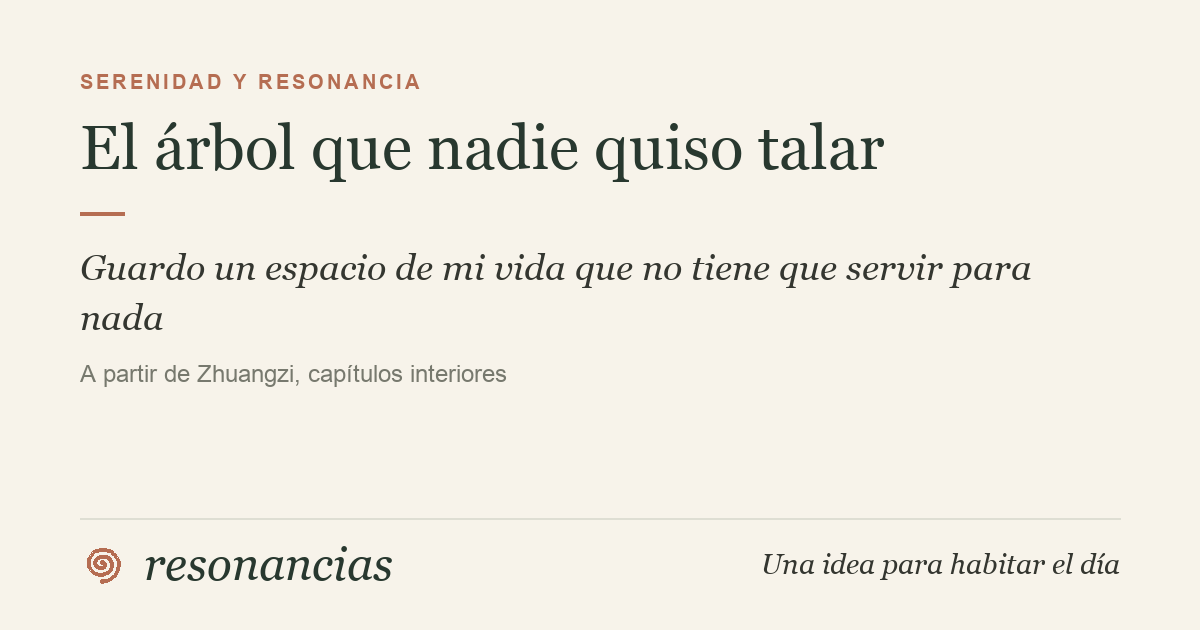 SERENIDAD Y RESONANCIA
El árbol que nadie quiso talar
Guardo un espacio de mi vida que no tiene que servir para
nada
A partir de Zhuangzi, capítulos interiores
resonancias
Una idea para habitar el día